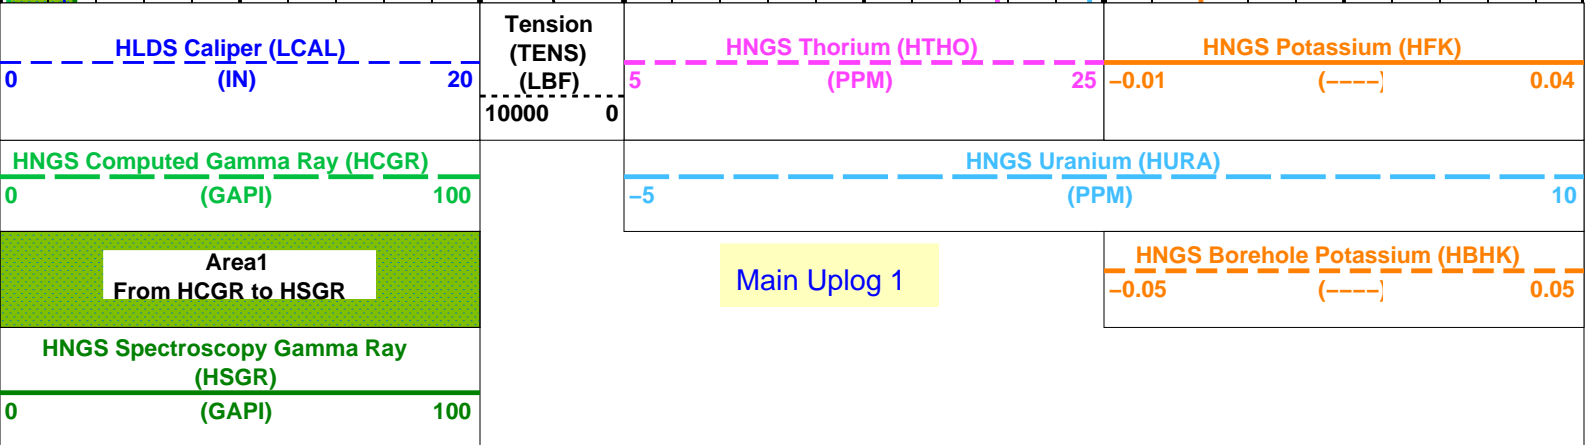 HLDS Caliper (LCAL)
0 (IN) 20
Tension
(TENS)
(LBF)
10000 0
HNGS Thorium (HTHO)
5 (PPM) 25
HNGS Potassium (HFK)
−0.01 (−−−−) 0.04
HNGS Computed Gamma Ray (HCGR)
0 (GAPI) 100
HNGS Uranium (HURA)
−5 (PPM) 10
Area1
From HCGR to HSGR
Main Uplog 1
HNGS Borehole Potassium (HBHK)
−0.05 (−−−−) 0.05
HNGS Spectroscopy Gamma Ray
(HSGR)
0 (GAPI) 100